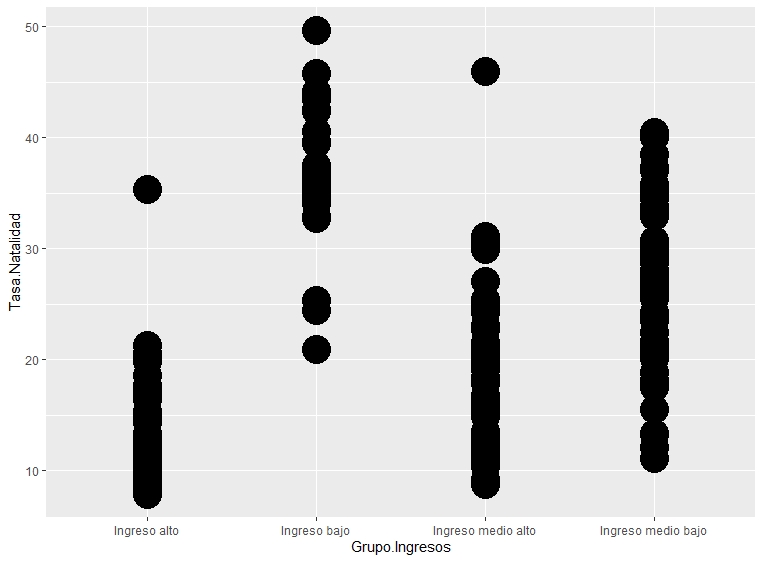 50
40
30
20
10
Tasa.Natalidad
Ingreso alto
Ingreso bajo
Ingreso medio alto
Ingreso medio bajo
Grupo.Ingresos